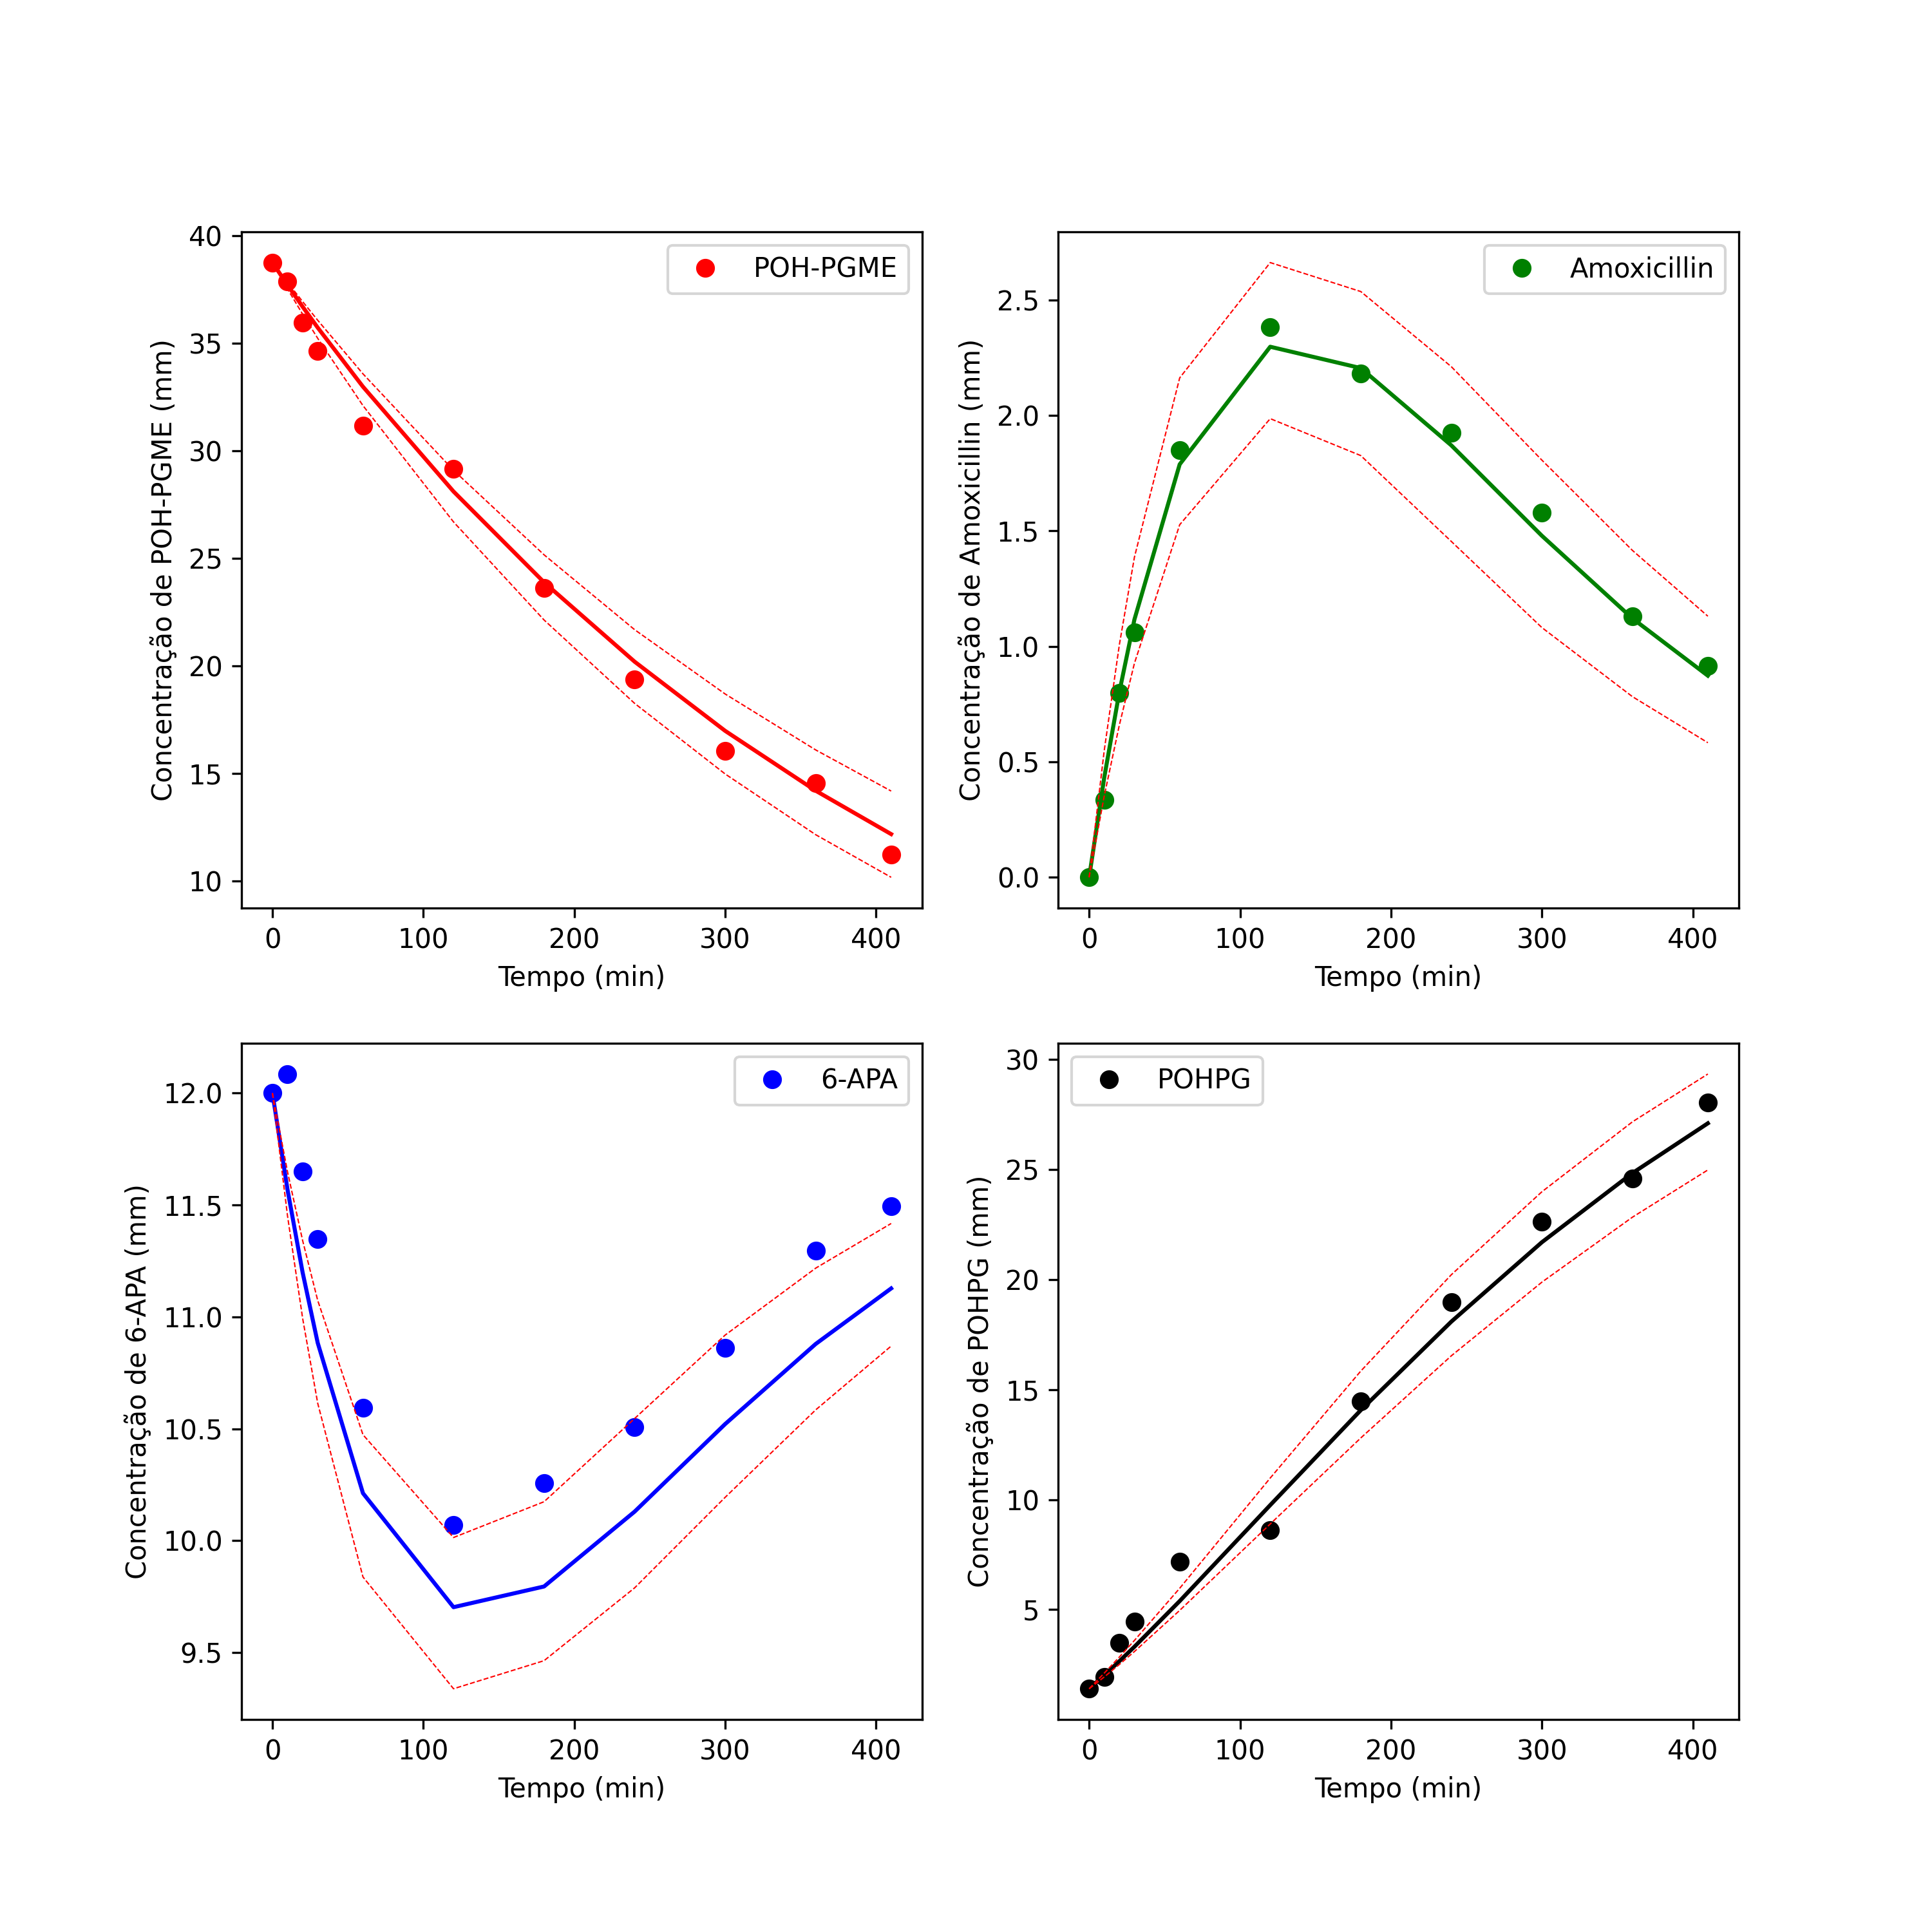 POH-PGME
40
35
30
25
20
15
10
Concentração de POH-PGME (mm)
0 100 200 300 400
Tempo (min)
Amoxicillin
2.5
2.0
1.5
1.0
0.5
0.0
Concentração de Amoxicillin (mm)
0 100 200 300 400
Tempo (min)
6-APA
12.0
11.5
11.0
10.5
10.0
9.5
Concentração de 6-APA (mm)
0 100 200 300 400
Tempo (min)
POHPG
30
25
20
15
10
5
Concentração de POHPG (mm)
0 100 200 300 400
Tempo (min)